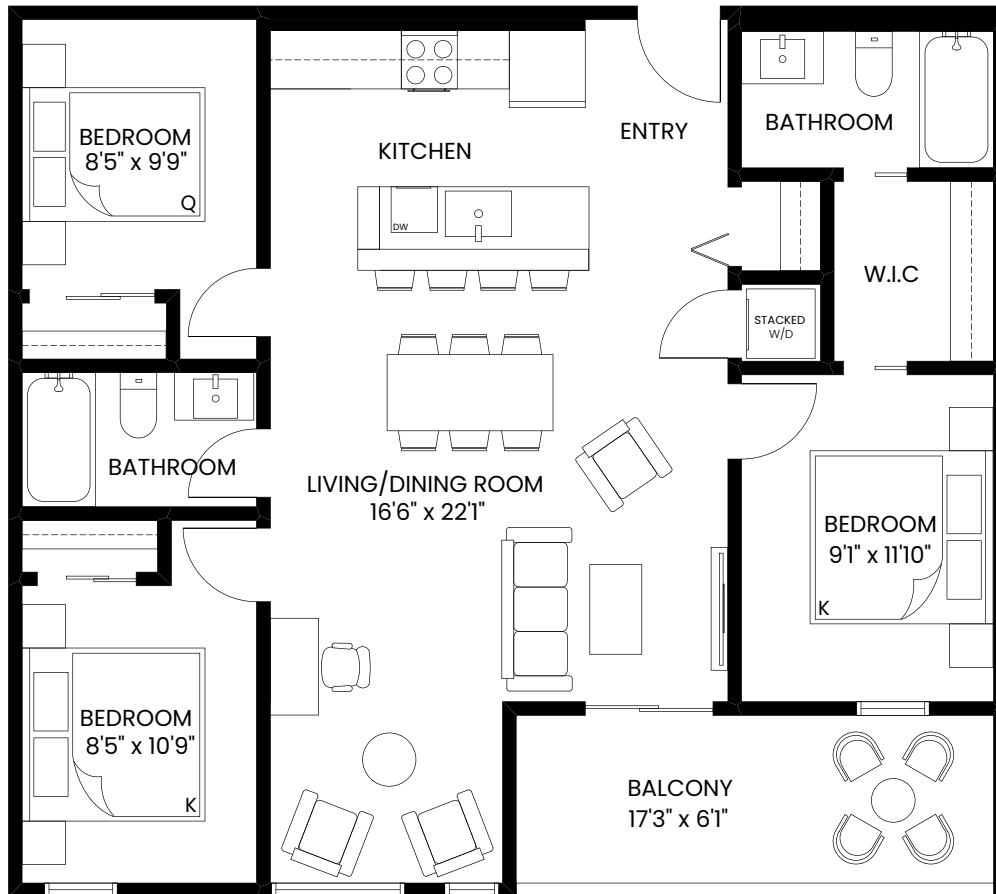 BEDROOM
8'5" x 9'9"
Q
KITCHEN
ENTRY
BATHROOM
DW
W.I.C
STACKED
W/D
BATHROOM
LIVING/DINING ROOM
16'6" x 22'1"
BEDROOM
9'1" x 11'10"
K
BEDROOM
8'5" x 10'9"
K
BALCONY
17'3" x 6'1"